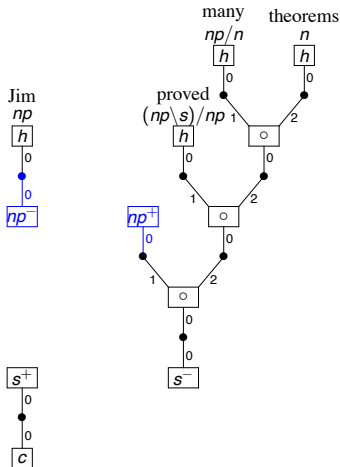 many theorems
np/n n
h h
0 0
Jim proved 1 2
np (np\s)/np ○
h h 0
0 0
1 2
0 ○
np⁻ np⁺ 0
0
1 2
○
0
0
s⁺ s⁻
0
0
c